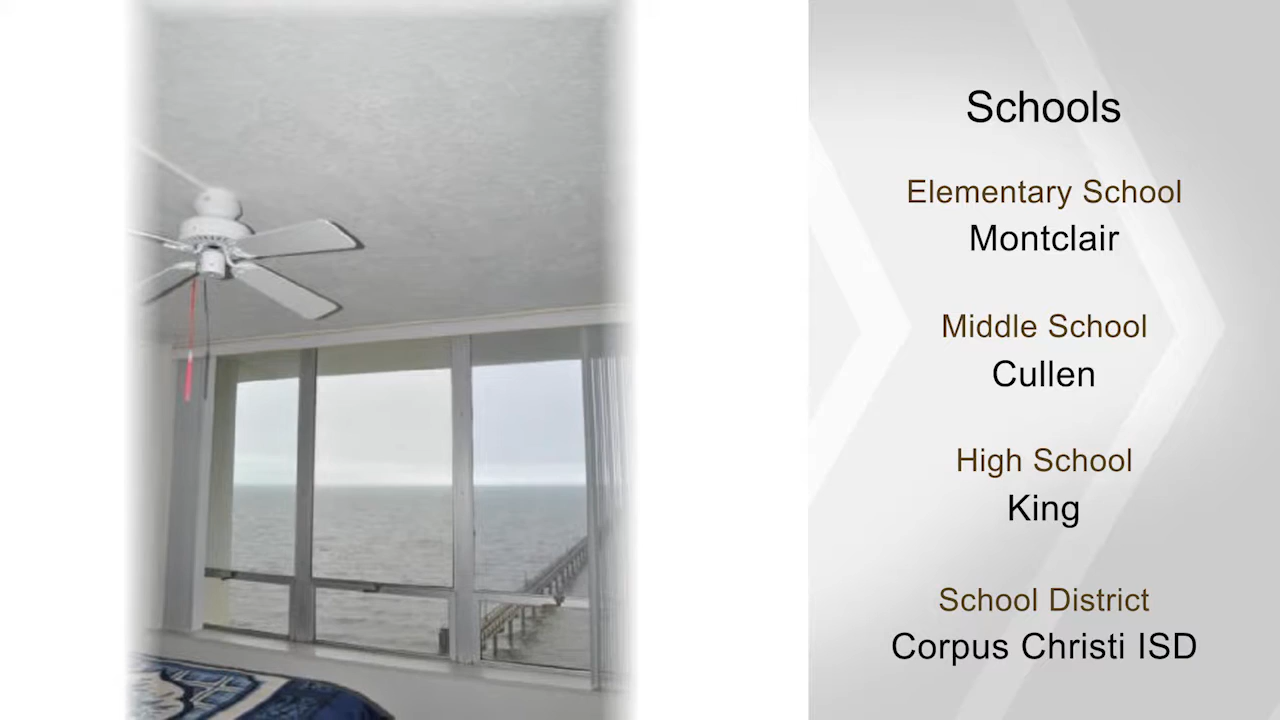 Schools
Elementary School
Montclair
Middle School
Cullen
High School
King
School District
Corpus Christi ISD